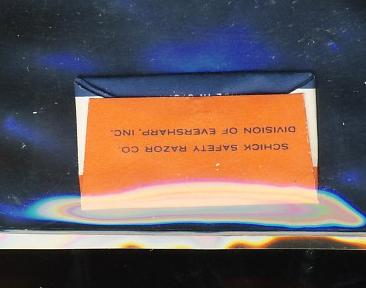 SCHICK SAFETY RAZOR CO.
DIVISION OF EVERSHARP, INC.